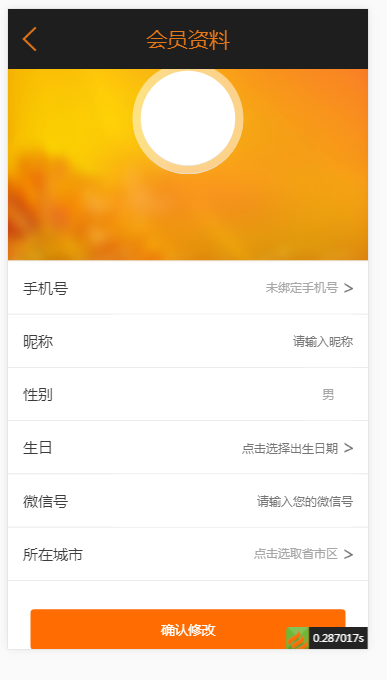 会员资料
手机号 未绑定手机号 >
昵称 请输入昵称
性别 男
生日 点击选择出生日期 >
微信号 请输入您的微信号
所在城市 点击选取省市区 >
确认修改
0.287017s